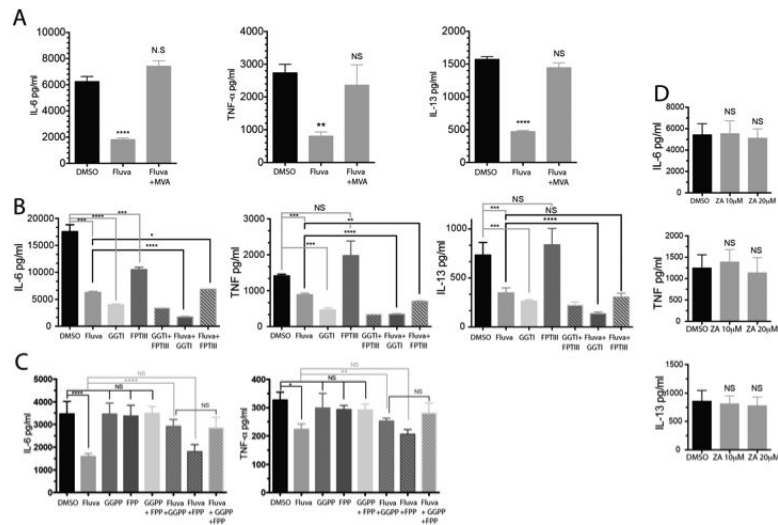 A
IL-6 pg/ml
10000
8000
6000
4000
2000
0
N.S
****
DMSO
Fluva
Fluva
+MVA
TNF-α pg/ml
4000
3000
2000
1000
0
NS
**
DMSO
Fluva
Fluva
+MVA
IL-13 pg/ml
2000
1500
1000
500
0
NS
****
DMSO
Fluva
Fluva
+MVA
B
IL-6 pg/ml
20000
17500
15000
12500
10000
7500
5000
2500
0
***
****
***
*
****
DMSO
Fluva
GGTI
FPTIII
GGTI+
FPTIII
Fluva+
GGTI
Fluva+
FPTIII
TNF pg/ml
3000
2000
1000
0
NS
***
**
****
***
DMSO
Fluva
GGTI
FPTIII
GGTI+
FPTIII
Fluva+
GGTI
Fluva+
FPTIII
IL-13 pg/ml
1000
500
0
NS
***
NS
****
***
DMSO
Fluva
GGTI
FPTIII
GGTI+
FPTIII
Fluva+
GGTI
Fluva+
FPTIII
C
IL-6 pg/ml
5000
4000
3000
2000
1000
0
NS
****
NS
****
NS
DMSO
Fluva
GGPP
FPP
GGPP
+ FPP
Fluva
+GGPP
Fluva
+FPP
Fluva
+ GGPP
+FPP
TNF-α pg/ml
400
300
200
100
0
NS
**
NS
*
NS
DMSO
Fluva
GGPP
FPP
GGPP
+ FPP
Fluva
+GGPP
Fluva
+FPP
Fluva
+ GGPP
+FPP
D
IL-6 pg/ml
8000
6000
4000
2000
0
NS
NS
DMSO
ZA 10μM
ZA 20μM
TNF pg/ml
2000
1500
1000
500
0
NS
NS
DMSO
ZA 10μM
ZA 20μM
IL-13 pg/ml
1500
1000
500
0
NS
NS
DMSO
ZA 10μM
ZA 20μM